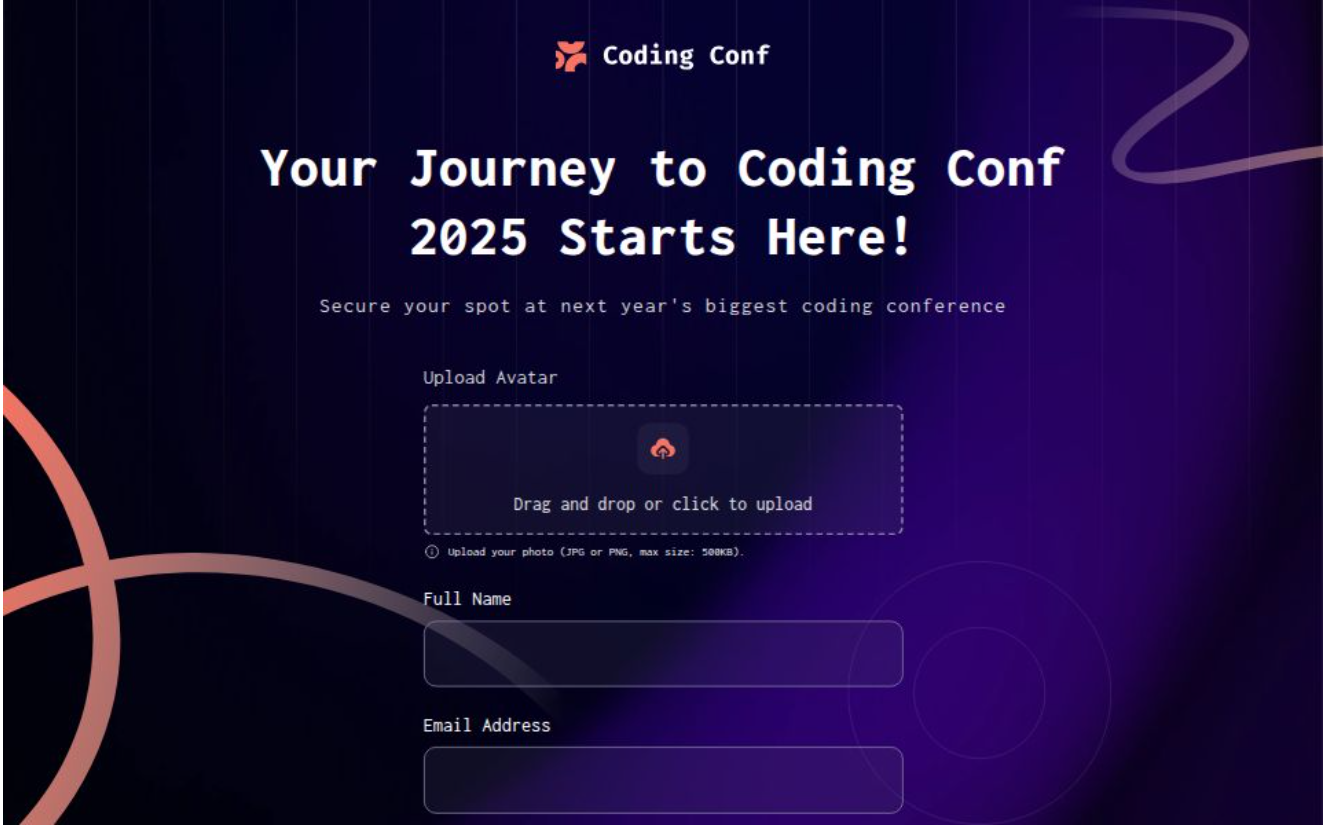 Coding Conf
Your Journey to Coding Conf
2025 Starts Here!
Secure your spot at next year's biggest coding conference
Upload Avatar
Drag and drop or click to upload
Upload your photo (JPG or PNG, max size: 500KB).
Full Name
Email Address